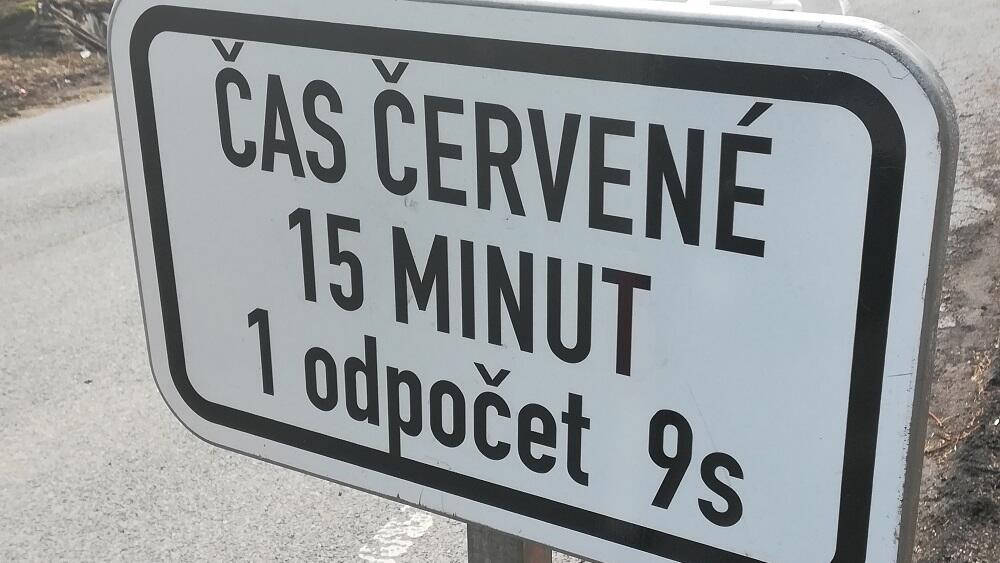 ČAS ČERVENÉ
15 MINUT
1 odpočet 9s